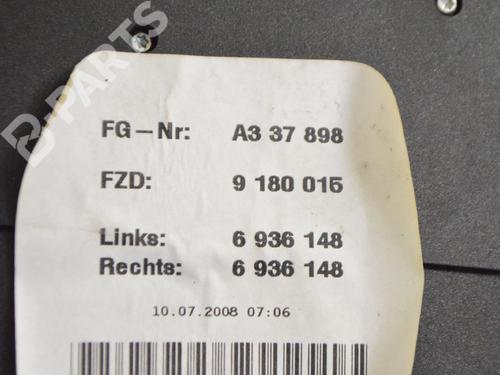 B-PARTS
FG-Nr: A3 37 898
FZD: 9 180 015
Links: 6 936 148
Rechts: 6 936 148
10.07.2008 07:06